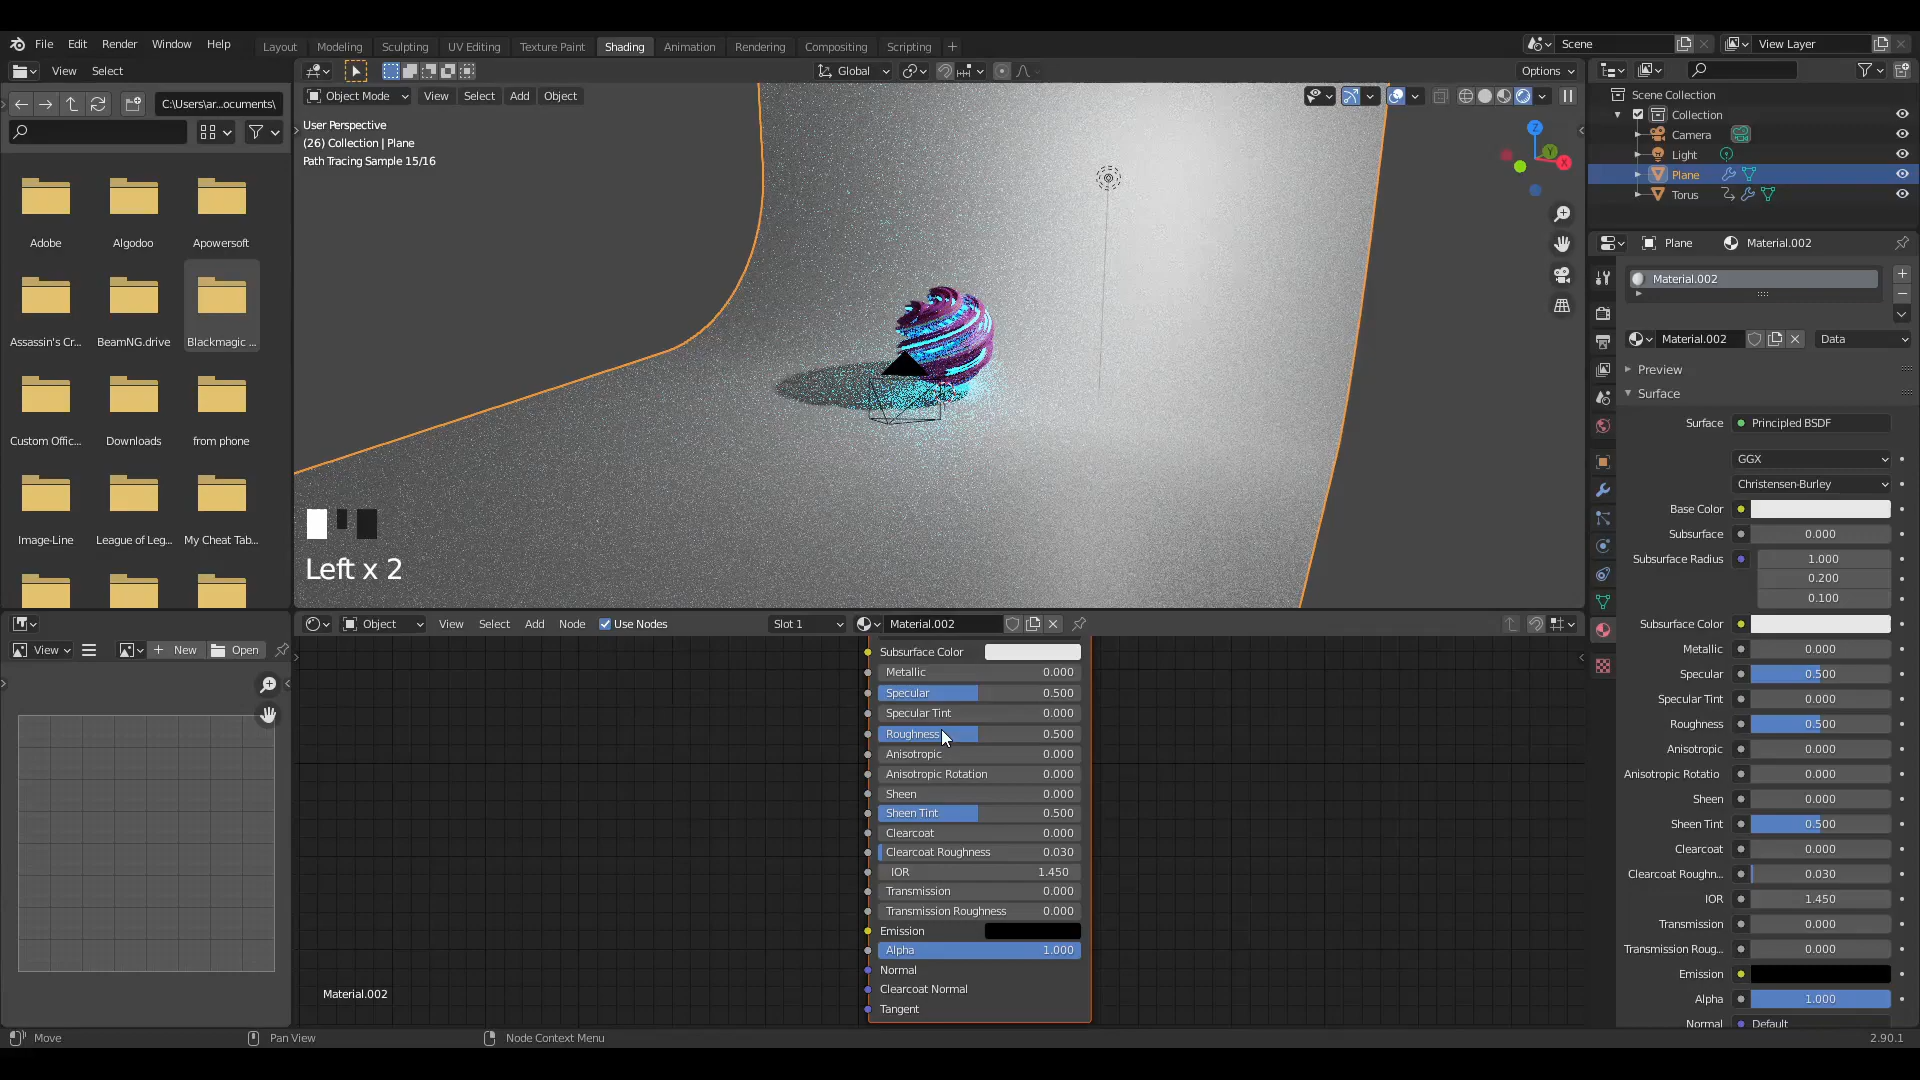 File Edit Render Window Help Layout Modeling Sculpting UV Editing Texture Paint Shading Animation Rendering Compositing Scripting + Scene View Layer
View Select Global Options
C:\Users\ar...ocuments\ Object Mode View Select Add Object
User Perspective
(26) Collection | Plane
Path Tracing Sample 15/16
Z
Y
X
Adobe Algodoo Apowersoft
Assassin's Cr... BeamNG.drive Blackmagic ...
Custom Offic... Downloads from phone
Image-Line League of Leg... My Cheat Tab...
Left x 2
Scene Collection
Collection
Camera
Light
Plane
Torus
Plane Material.002
Material.002
Material.002 Data
Preview
Surface
Surface Principled BSDF
GGX
Christensen-Burley
Base Color
Subsurface 0.000
Subsurface Radius 1.000
0.200
0.100
Subsurface Color
Metallic 0.000
Specular 0.500
Specular Tint 0.000
Roughness 0.500
Anisotropic 0.000
Anisotropic Rotatio 0.000
Sheen 0.000
Sheen Tint 0.500
Clearcoat 0.000
Clearcoat Roughn... 0.030
IOR 1.450
Transmission 0.000
Transmission Roug... 0.000
Emission
Alpha 1.000
Normal Default
View New Open
Object View Select Add Node Use Nodes Slot 1 Material.002
Subsurface Color
Metallic 0.000
Specular 0.500
Specular Tint 0.000
Roughness 0.500
Anisotropic 0.000
Anisotropic Rotation 0.000
Sheen 0.000
Sheen Tint 0.500
Clearcoat 0.000
Clearcoat Roughness 0.030
IOR 1.450
Transmission 0.000
Transmission Roughness 0.000
Emission
Alpha 1.000
Normal
Clearcoat Normal
Tangent
Material.002
Move Pan View Node Context Menu 2.90.1